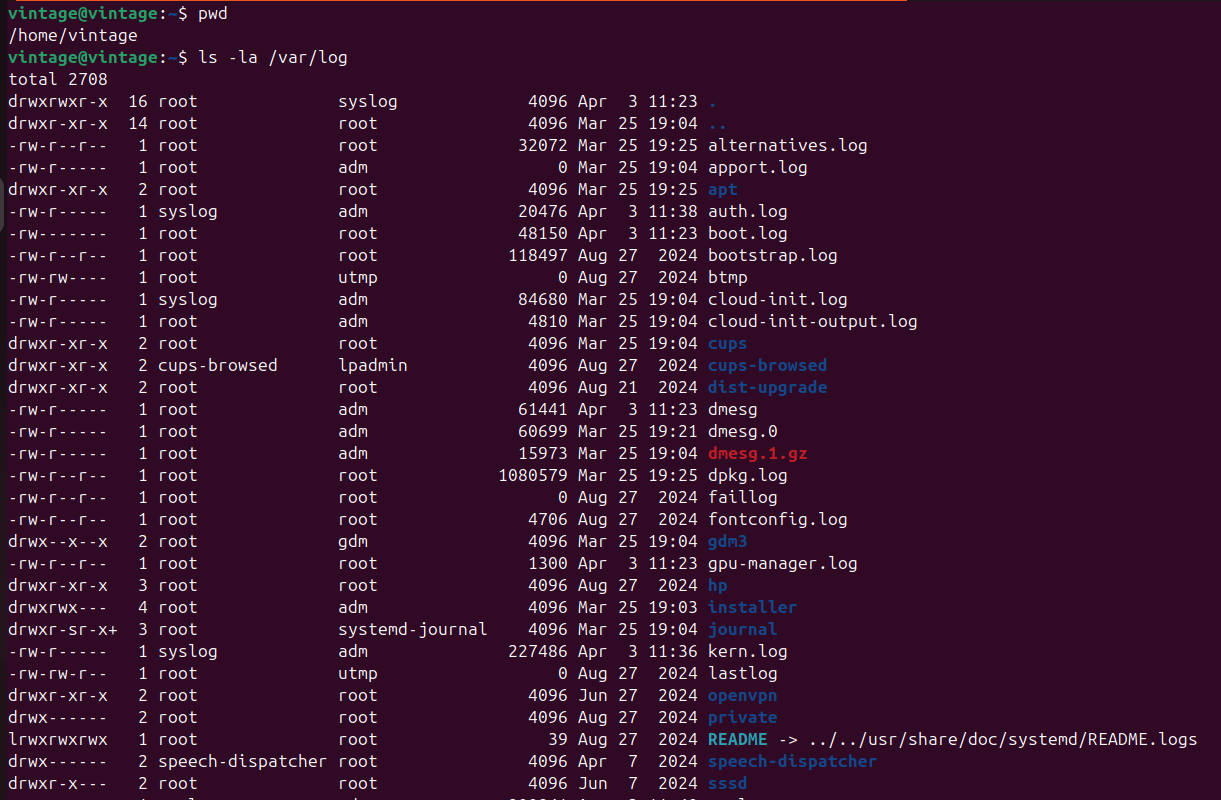 vintage@vintage:~$ pwd
/home/vintage
vintage@vintage:~$ ls -la /var/log
total 2708
drwxrwxr-x  16 root              syslog             4096 Apr  3 11:23 .
drwxr-xr-x  14 root              root               4096 Mar 25 19:04 ..
-rw-r--r--   1 root              root              32072 Mar 25 19:25 alternatives.log
-rw-r-----   1 root              adm                   0 Mar 25 19:04 apport.log
drwxr-xr-x   2 root              root               4096 Mar 25 19:25 apt
-rw-r-----   1 syslog            adm               20476 Apr  3 11:38 auth.log
-rw-------   1 root              root              48150 Apr  3 11:23 boot.log
-rw-r--r--   1 root              root             118497 Aug 27  2024 bootstrap.log
-rw-rw----   1 root              utmp                  0 Aug 27  2024 btmp
-rw-r-----   1 syslog            adm               84680 Mar 25 19:04 cloud-init.log
-rw-r-----   1 root              adm                4810 Mar 25 19:04 cloud-init-output.log
drwxr-xr-x   2 root              root               4096 Mar 25 19:04 cups
drwxr-xr-x   2 cups-browsed      lpadmin            4096 Aug 27  2024 cups-browsed
drwxr-xr-x   2 root              root               4096 Aug 21  2024 dist-upgrade
-rw-r-----   1 root              adm               61441 Apr  3 11:23 dmesg
-rw-r-----   1 root              adm               60699 Mar 25 19:21 dmesg.0
-rw-r-----   1 root              adm               15973 Mar 25 19:04 dmesg.1.gz
-rw-r--r--   1 root              root            1080579 Mar 25 19:25 dpkg.log
-rw-r--r--   1 root              root                  0 Aug 27  2024 faillog
-rw-r--r--   1 root              root               4706 Aug 27  2024 fontconfig.log
drwx--x--x   2 root              gdm                4096 Mar 25 19:04 gdm3
-rw-r--r--   1 root              root               1300 Apr  3 11:23 gpu-manager.log
drwxr-xr-x   3 root              root               4096 Aug 27  2024 hp
drwxrwx---   4 root              adm                4096 Mar 25 19:03 installer
drwxr-sr-x+  3 root              systemd-journal    4096 Mar 25 19:04 journal
-rw-r-----   1 syslog            adm              227486 Apr  3 11:36 kern.log
-rw-rw-r--   1 root              utmp                  0 Aug 27  2024 lastlog
drwxr-xr-x   2 root              root               4096 Jun 27  2024 openvpn
drwx------   2 root              root               4096 Aug 27  2024 private
lrwxrwxrwx   1 root              root                 39 Aug 27  2024 README -> ../../usr/share/doc/systemd/README.logs
drwx------   2 speech-dispatcher root               4096 Apr  7  2024 speech-dispatcher
drwxr-x---   2 root              root               4096 Jun  7  2024 sssd